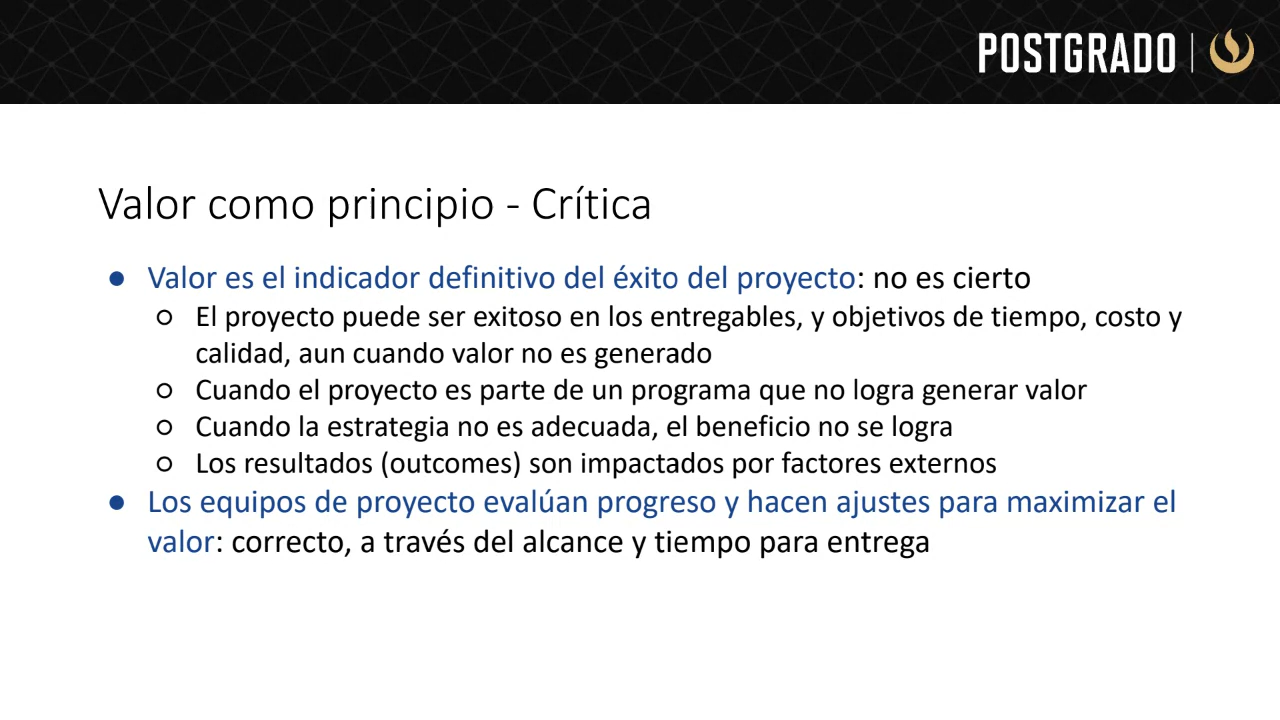 POSTGRADO
Valor como principio - Crítica
● Valor es el indicador definitivo del éxito del proyecto: no es cierto
○ El proyecto puede ser exitoso en los entregables, y objetivos de tiempo, costo y
calidad, aun cuando valor no es generado
○ Cuando el proyecto es parte de un programa que no logra generar valor
○ Cuando la estrategia no es adecuada, el beneficio no se logra
○ Los resultados (outcomes) son impactados por factores externos
● Los equipos de proyecto evalúan progreso y hacen ajustes para maximizar el
valor: correcto, a través del alcance y tiempo para entrega